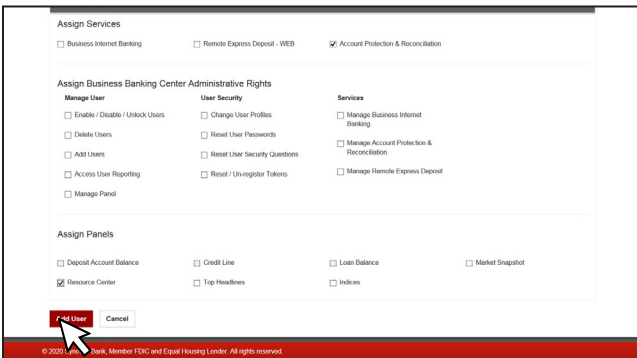 Assign Services
Business Internet Banking
Remote Express Deposit - WEB
Account Protection & Reconciliation
Assign Business Banking Center Administrative Rights
Manage User
User Security
Services
Enable / Disable / Unlock Users
Change User Profiles
Manage Business Internet
Banking
Delete Users
Reset User Passwords
Manage Account Protection &
Reconciliation
Add Users
Reset User Security Questions
Manage Remote Express Deposit
Access User Reporting
Reset / Un-register Tokens
Manage Panel
Assign Panels
Deposit Account Balance
Credit Line
Loan Balance
Market Snapshot
Resource Center
Top Headlines
Indices
Add User
Cancel
© 2020 Bank, Member FDIC and Equal Housing Lender. All rights reserved.